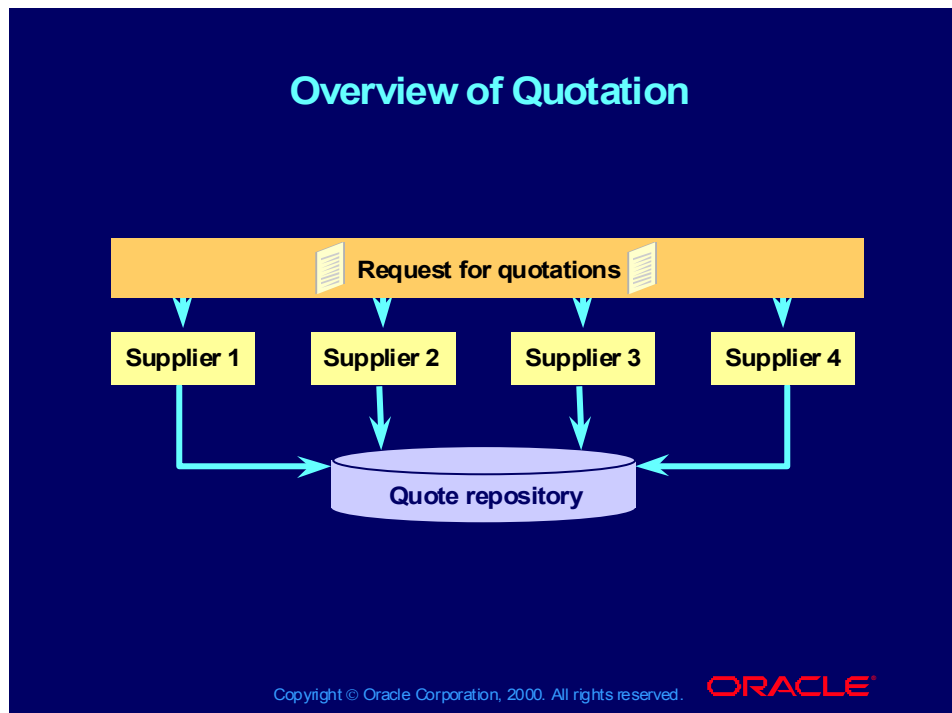 Overview of Quotation
Request for quotations
Supplier 1 Supplier 2 Supplier 3 Supplier 4
Quote repository
Copyright © Oracle Corporation, 2000. All rights reserved. ORACLE®